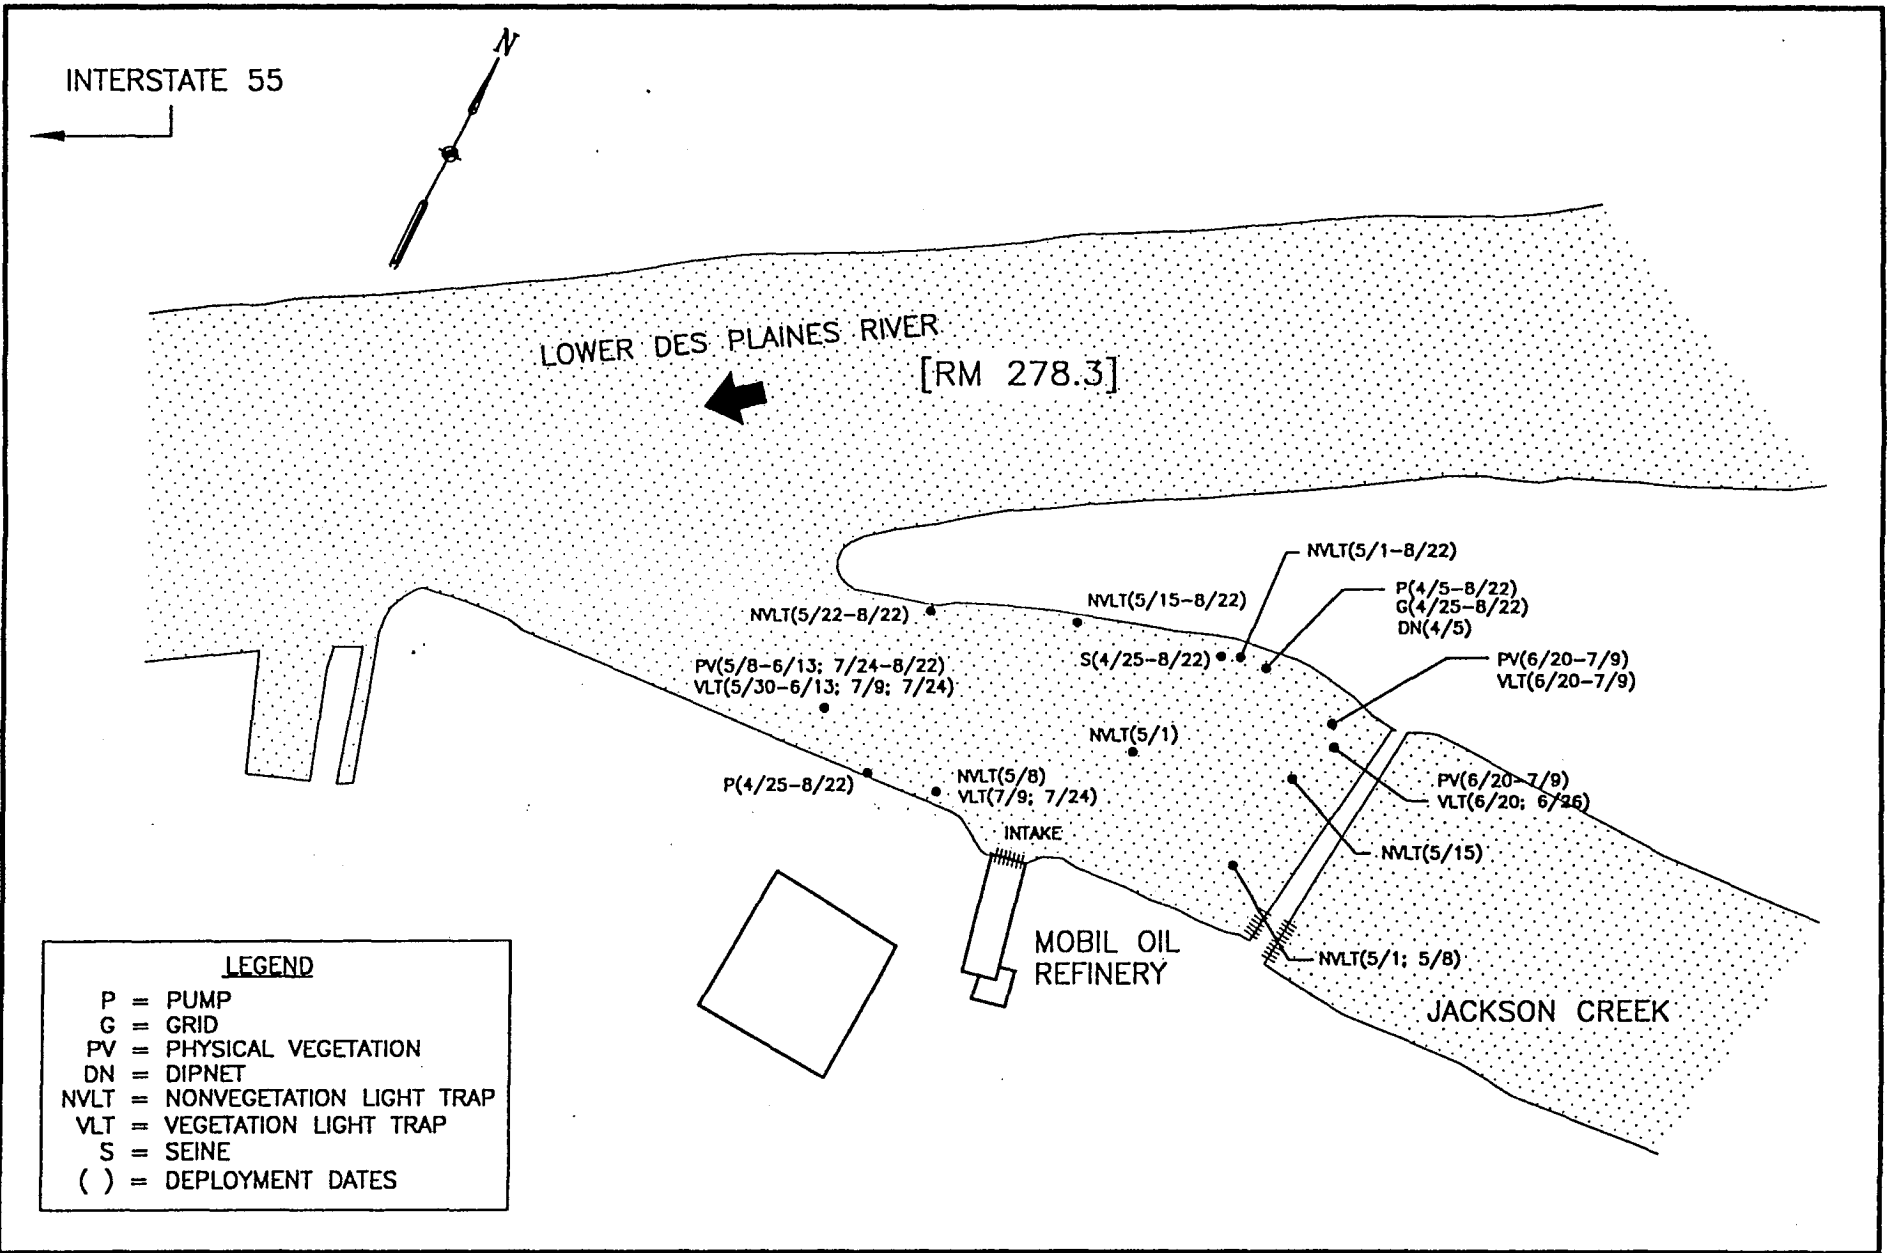 N
INTERSTATE 55
LOWER DES PLAINES RIVER
[RM 278.3]
NVLT(5/1-8/22)
P(4/5-8/22)
G(4/25-8/22)
DN(4/5)
NVLT(5/22-8/22)
NVLT(5/15-8/22)
S(4/25-8/22)
PV(5/8-6/13; 7/24-8/22)
VLT(5/30-6/13; 7/9; 7/24)
PV(6/20-7/9)
VLT(6/20-7/9)
NVLT(5/1)
P(4/25-8/22)
NVLT(5/8)
VLT(7/9; 7/24)
PV(6/20-7/9)
VLT(6/20; 6/26)
INTAKE
NVLT(5/15)
MOBIL OIL
REFINERY
NVLT(5/1; 5/8)
JACKSON CREEK
LEGEND
P = PUMP
G = GRID
PV = PHYSICAL VEGETATION
DN = DIPNET
NVLT = NONVEGETATION LIGHT TRAP
VLT = VEGETATION LIGHT TRAP
S = SEINE
( ) = DEPLOYMENT DATES